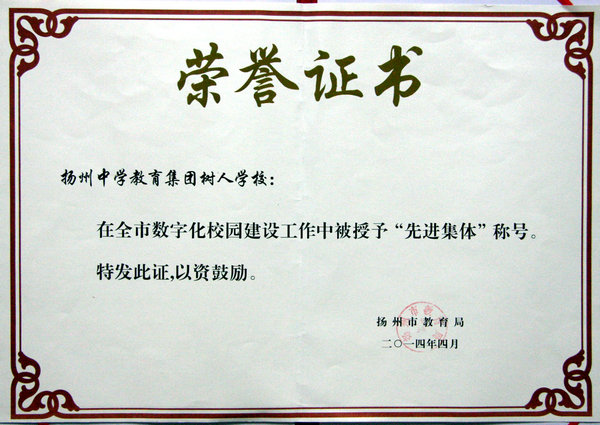 荣誉证书
扬州中学教育集团树人学校：
在全市数字化校园建设工作中被授予“先进集体”称号。
特发此证,以资鼓励。
扬州市教育局
二〇一四年四月